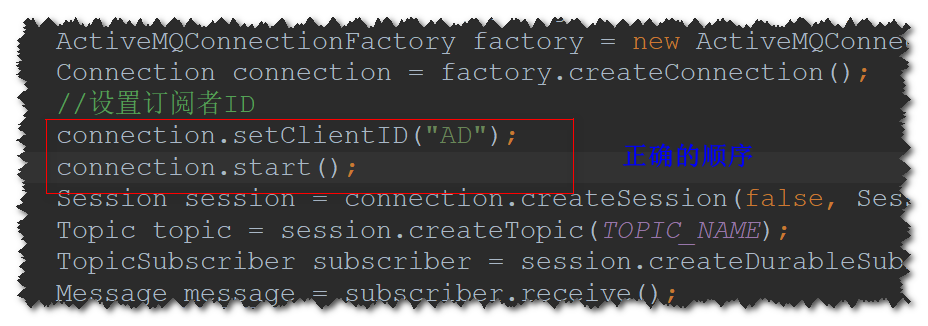 ActiveMQConnectionFactory factory = new ActiveMQConne
Connection connection = factory.createConnection();
//设置订阅者ID
connection.setClientID("AD");
connection.start();
正确的顺序
Session session = connection.createSession(false, Ses
Topic topic = session.createTopic(TOPIC_NAME);
TopicSubscriber subscriber = session.createDurableSub
Message message = subscriber.receive();